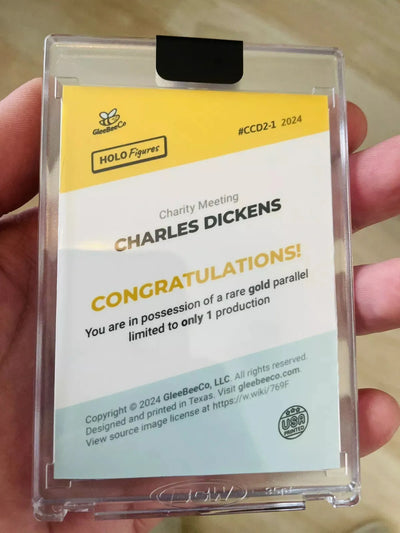 GleeBeeCo
HOLO Figures
#CCD2-1 2024
Charity Meeting
CHARLES DICKENS
CONGRATULATIONS!
You are in possession of a rare gold parallel
limited to only 1 production
Copyright © 2024 GleeBeeCo, LLC. All rights reserved.
Designed and printed in Texas. Visit gleebeeco.com.
View source image license at https://w.wiki/769F
USA
PRINTED